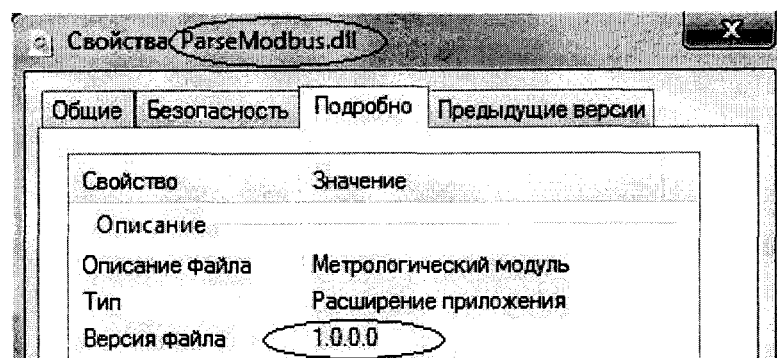 Свойства ParseModbus.dll
Общие Безопасность Подробно Предыдущие версии
Свойство Значение
Описание
Описание файла Метрологический модуль
Тип Расширение приложения
Версия файла 1.0.0.0